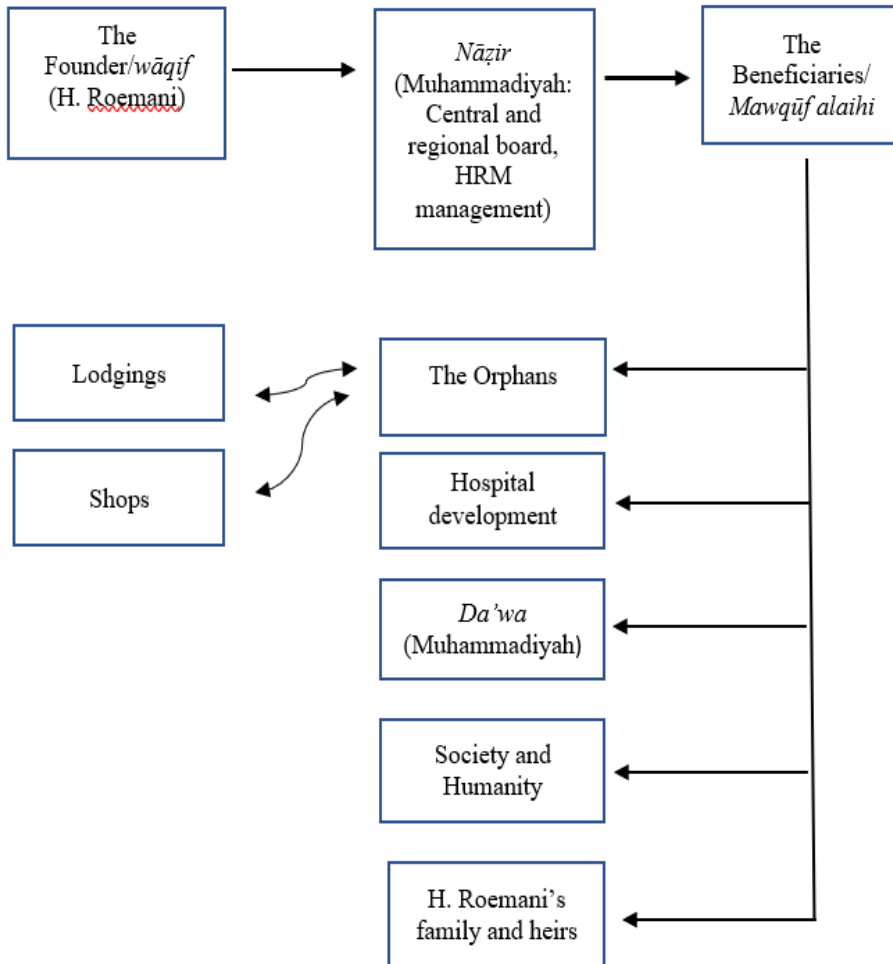 The
Founder/wāqif
(H. Roemani)
Nāẓir
(Muhammadiyah:
Central and
regional board,
HRM
management)
The
Beneficiaries/
Mawqūf alaihi
Lodgings
The Orphans
Shops
Hospital
development
Da’wa
(Muhammadiyah)
Society and
Humanity
H. Roemani’s
family and heirs